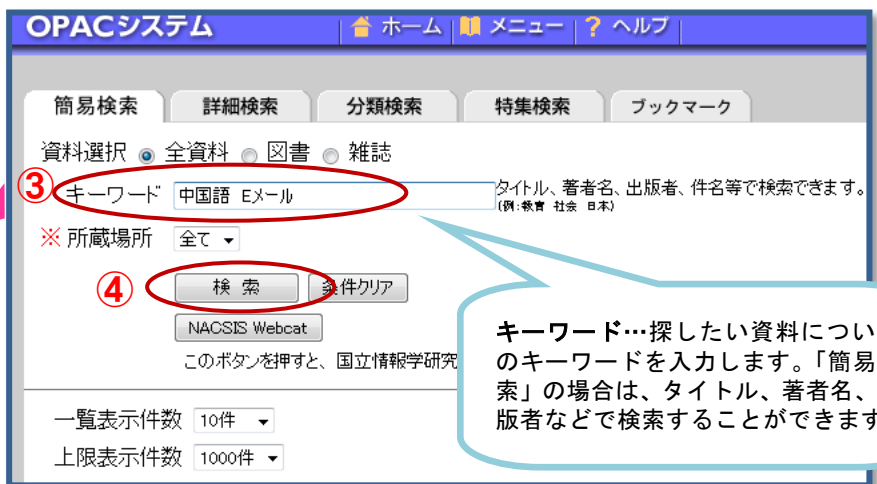 OPACシステム ホーム メニュー ? ヘルプ
簡易検索 詳細検索 分類検索 特集検索 ブックマーク
資料選択 全資料 図書 雑誌
③ キーワード 中国語 Eメール タイトル、著者名、出版者、件名等で検索できます。
(例:教育 社会 日本)
※ 所蔵場所 全て
④ 検 索 条件クリア
NACSIS Webcat
このボタンを押すと、国立情報学研究
一覧表示件数 10件
上限表示件数 1000件
キーワード…探したい資料につい
のキーワードを入力します。「簡易
索」の場合は、タイトル、著者名、
版者などで検索することができます